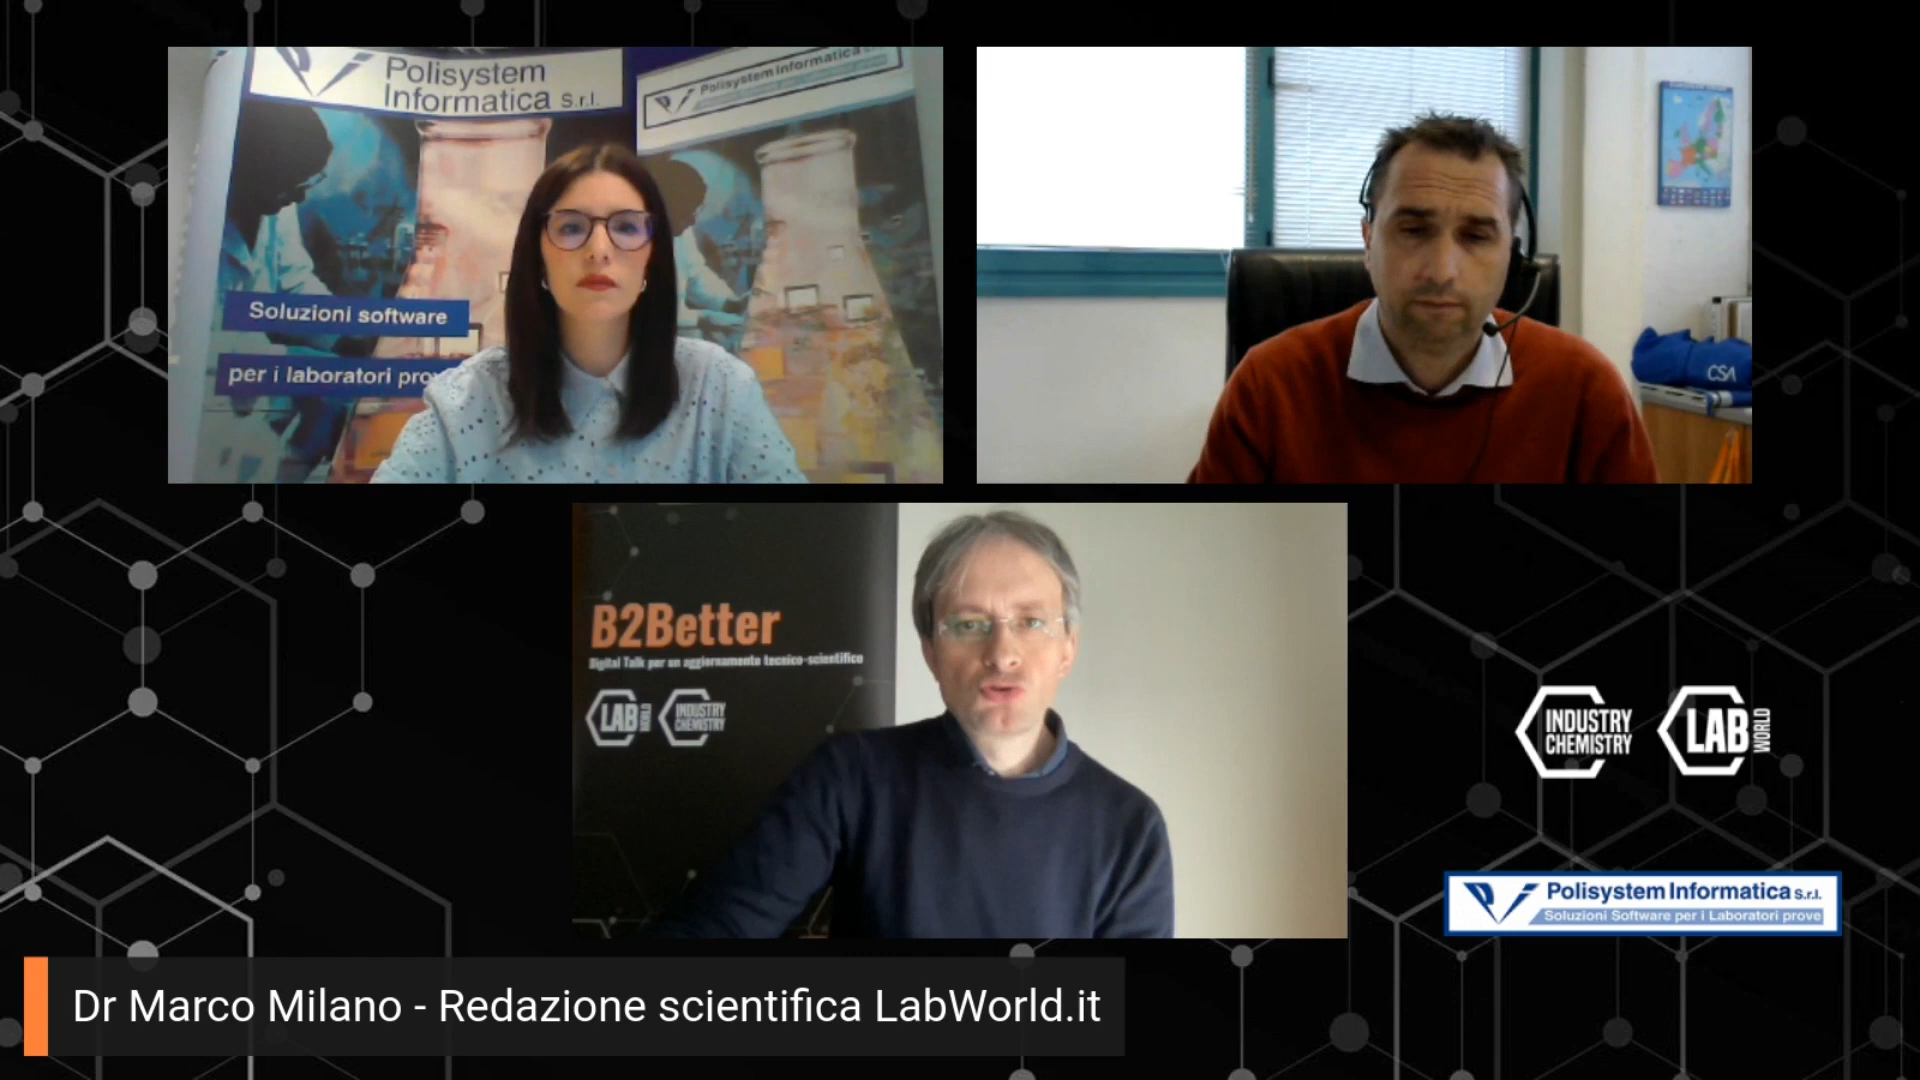 Polisystem
Informatica S.r.l.
Polisystem Informatica
Soluzioni software
per i laboratori
CSA
B2Better
Digital Talk per un aggiornamento tecnico-scientifico
LAB WORLD
INDUSTRY
CHEMISTRY
INDUSTRY
CHEMISTRY
LAB WORLD
Polisystem Informatica S.r.l.
Soluzioni Software per i Laboratori prove
Dr Marco Milano - Redazione scientifica LabWorld.it